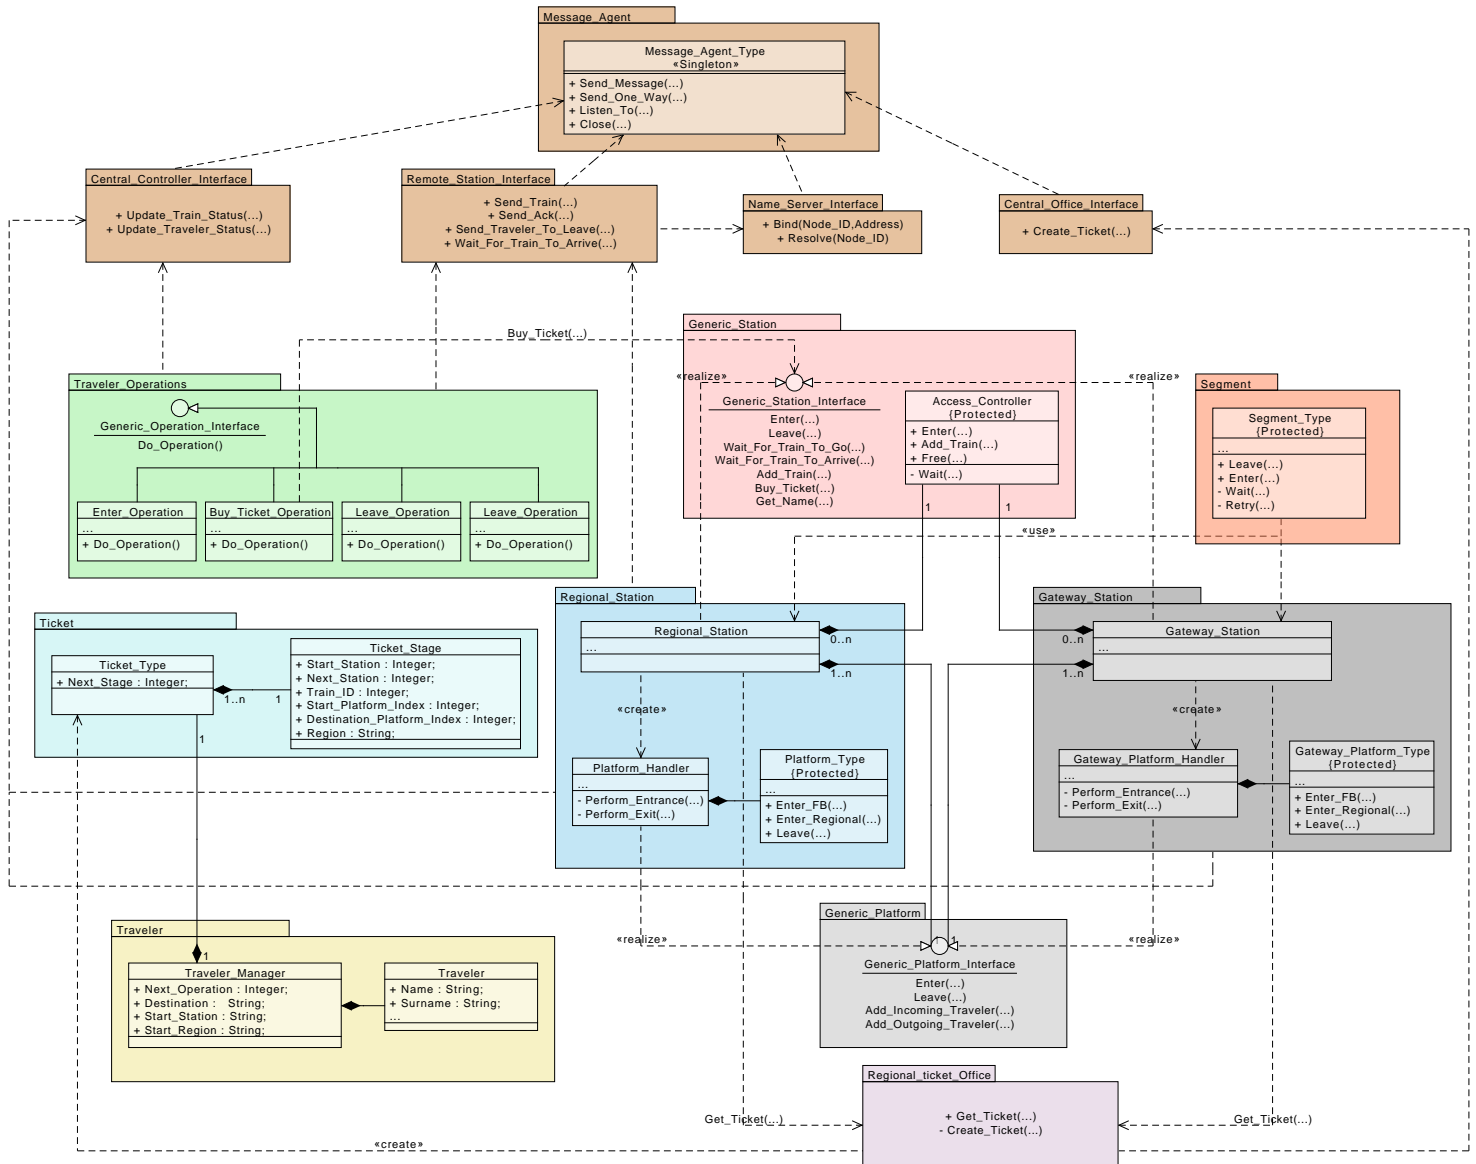 Message_Agent
Message_Agent_Type
«Singleton»
+ Send_Message(...)
+ Send_One_Way(...)
+ Listen_To(...)
+ Close(...)
Central_Controller_Interface
+ Update_Train_Status(...)
+ Update_Traveler_Status(...)
Remote_Station_Interface
+ Send_Train(...)
+ Send_Ack(...)
+ Send_Traveler_To_Leave(...)
+ Wait_For_Train_To_Arrive(...)
Name_Server_Interface
+ Bind(Node_ID,Address)
+ Resolve(Node_ID)
Central_Office_Interface
+ Create_Ticket(...)
Buy_Ticket(...)
Generic_Station
«realize»
«realize»
Generic_Station_Interface
Enter(...)
Leave(...)
Wait_For_Train_To_Go(...)
Wait_For_Train_To_Arrive(...)
Add_Train(...)
Buy_Ticket(...)
Get_Name(...)
Access_Controller
{Protected}
+ Enter(...)
+ Add_Train(...)
+ Free(...)
- Wait(...)
1
1
«use»
Segment
Segment_Type
{Protected}
...
+ Leave(...)
+ Enter(...)
- Wait(...)
- Retry(...)
Traveler_Operations
Generic_Operation_Interface
Do_Operation()
Enter_Operation
...
+ Do_Operation()
Buy_Ticket_Operation
...
+ Do_Operation()
Leave_Operation
...
+ Do_Operation()
Leave_Operation
...
+ Do_Operation()
Ticket
Ticket_Type
+ Next_Stage : Integer;
1..n
1
1
Ticket_Stage
+ Start_Station : Integer;
+ Next_Station : Integer;
+ Train_ID : Integer;
+ Start_Platform_Index : Integer;
+ Destination_Platform_Index : Integer;
+ Region : String;
Regional_Station
Regional_Station
...
0..n
1..n
«create»
Platform_Handler
...
- Perform_Entrance(...)
- Perform_Exit(...)
Platform_Type
{Protected}
...
+ Enter_FB(...)
+ Enter_Regional(...)
+ Leave(...)
Gateway_Station
Gateway_Station
...
0..n
1..n
«create»
Gateway_Platform_Handler
...
- Perform_Entrance(...)
- Perform_Exit(...)
Gateway_Platform_Type
{Protected}
...
+ Enter_FB(...)
+ Enter_Regional(...)
+ Leave(...)
Traveler
1
Traveler_Manager
+ Next_Operation : Integer;
+ Destination : String;
+ Start_Station : String;
+ Start_Region : String;
Traveler
+ Name : String;
+ Surname : String;
...
Generic_Platform
«realize»
1
1
«realize»
Generic_Platform_Interface
Enter(...)
Leave(...)
Add_Incoming_Traveler(...)
Add_Outgoing_Traveler(...)
Regional_ticket_Office
+ Get_Ticket(...)
- Create_Ticket(...)
Get_Ticket(...)
Get_Ticket(...)
«create»